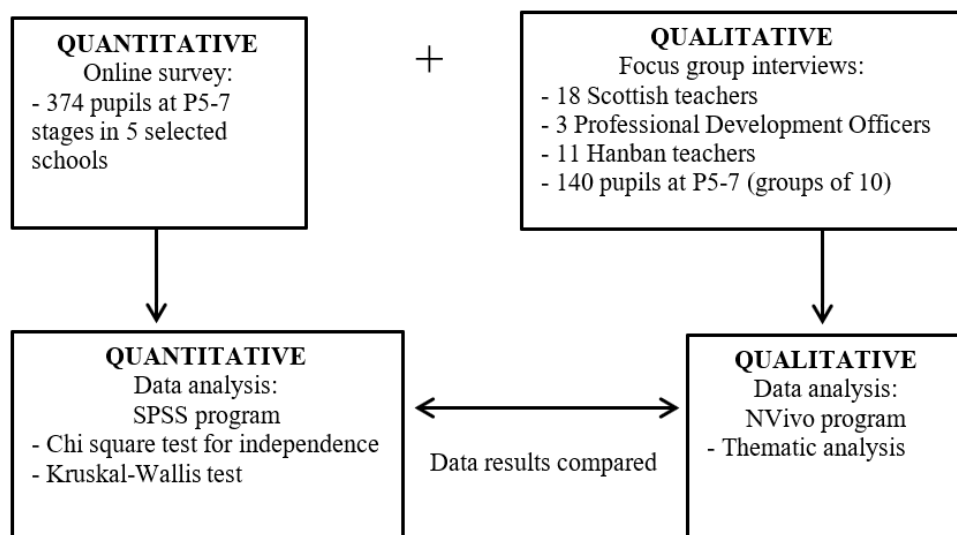 QUANTITATIVE
Online survey:
- 374 pupils at P5-7
stages in 5 selected
schools
+
QUALITATIVE
Focus group interviews:
- 18 Scottish teachers
- 3 Professional Development Officers
- 11 Hanban teachers
- 140 pupils at P5-7 (groups of 10)
QUANTITATIVE
Data analysis:
SPSS program
- Chi square test for independence
- Kruskal-Wallis test
Data results compared
QUALITATIVE
Data analysis:
NVivo program
- Thematic analysis